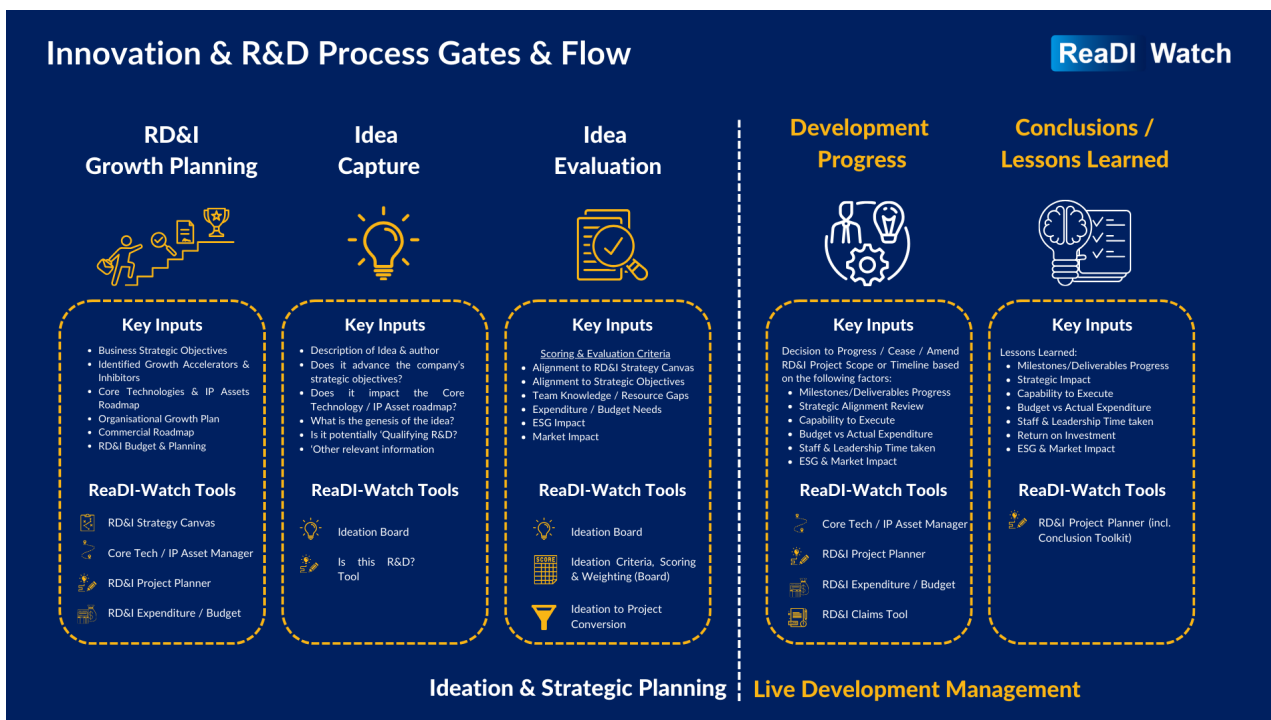 Innovation & R&D Process Gates & Flow
ReaDI Watch
RD&I
Growth Planning
Key Inputs
Business Strategic Objectives
Identified Growth Accelerators &
Inhibitors
Core Technologies & IP Assets
Roadmap
Organisational Growth Plan
Commercial Roadmap
RD&I Budget & Planning
ReaDI-Watch Tools
RD&I Strategy Canvas
Core Tech / IP Asset Manager
RD&I Project Planner
RD&I Expenditure / Budget
Idea
Capture
Key Inputs
Description of Idea & author
Does it advance the company's
strategic objectives?
Does it impact the Core
Technology / IP Asset roadmap?
What is the genesis of the idea?
Is it potentially 'Qualifying R&D?
'Other relevant information
ReaDI-Watch Tools
Ideation Board
Is this R&D?
Tool
Idea
Evaluation
Key Inputs
Scoring & Evaluation Criteria
Alignment to RD&I Strategy Canvas
Alignment to Strategic Objectives
Team Knowledge / Resource Gaps
Expenditure / Budget Needs
ESG Impact
Market Impact
ReaDI-Watch Tools
Ideation Board
SCORE
Ideation Criteria, Scoring
& Weighting (Board)
Ideation to Project
Conversion
Development
Progress
Key Inputs
Decision to Progress / Cease / Amend
RD&I Project Scope or Timeline based
on the following factors:
Milestones/Deliverables Progress
Strategic Alignment Review
Capability to Execute
Budget vs Actual Expenditure
Staff & Leadership Time taken
ESG & Market Impact
ReaDI-Watch Tools
Core Tech / IP Asset Manager
RD&I Project Planner
RD&I Expenditure / Budget
RD&I Claims Tool
Conclusions /
Lessons Learned
Key Inputs
Lessons Learned:
Milestones/Deliverables Progress
Strategic Impact
Capability to Execute
Budget vs Actual Expenditure
Staff & Leadership Time taken
Return on Investment
ESG & Market Impact
ReaDI-Watch Tools
RD&I Project Planner (incl.
Conclusion Toolkit)
Ideation & Strategic Planning
Live Development Management